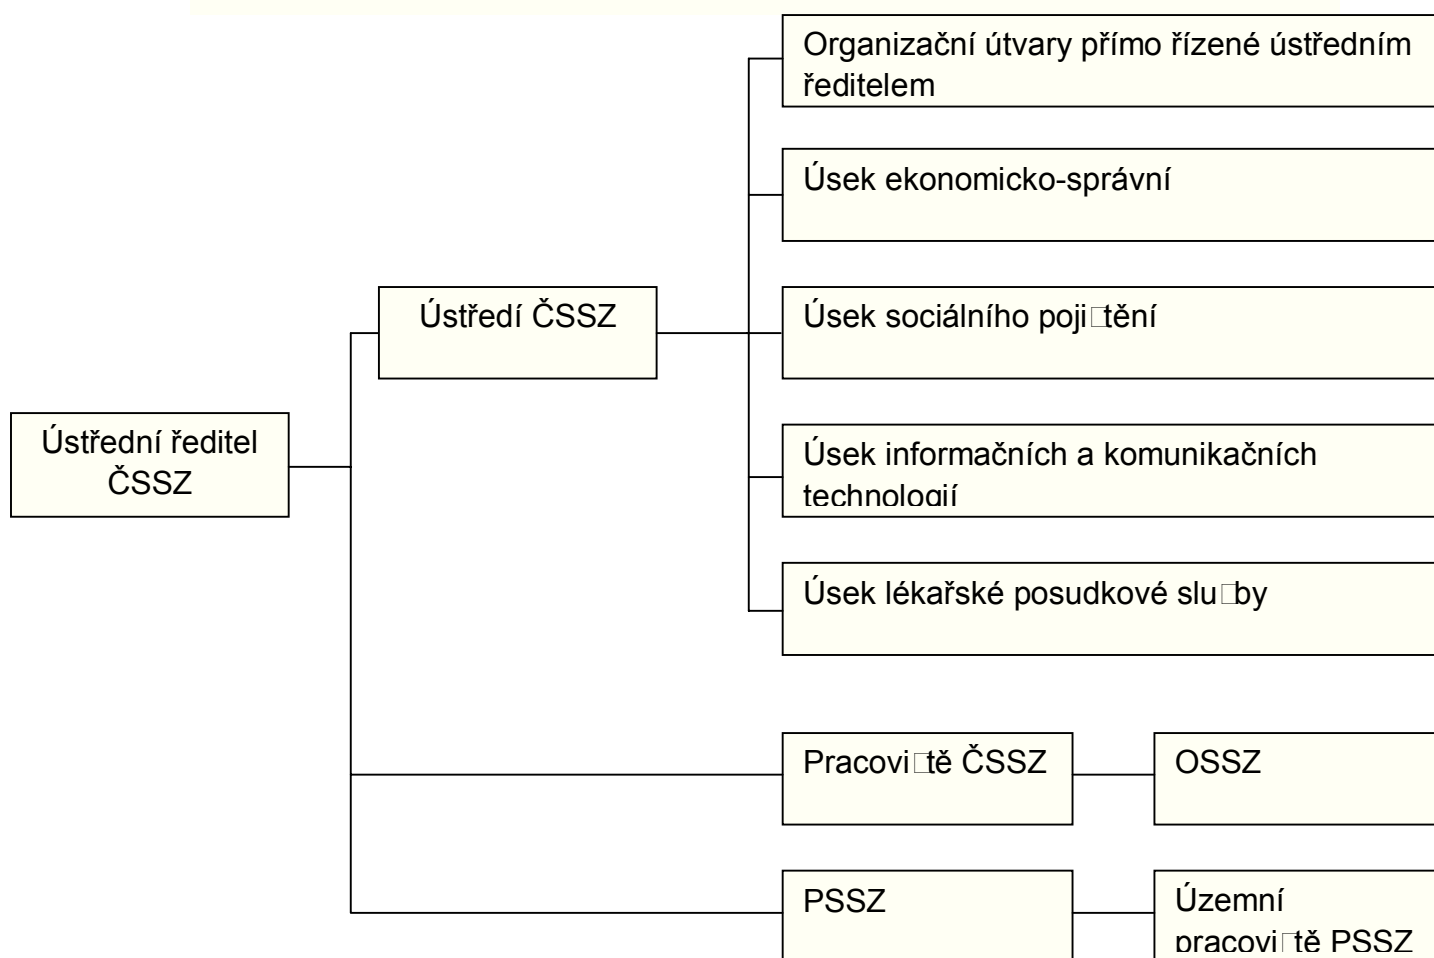 Organizační útvary přímo řízené ústředním
ředitelem
Úsek ekonomicko-správní
Ústředí ČSSZ
Úsek sociálního poji□tění
Ústřední ředitel
ČSSZ
Úsek informačních a komunikačních
technologií
Úsek lékařské posudkové slu□by
Pracovi□tě ČSSZ
OSSZ
PSSZ
Územní
pracovi□tě PSSZ